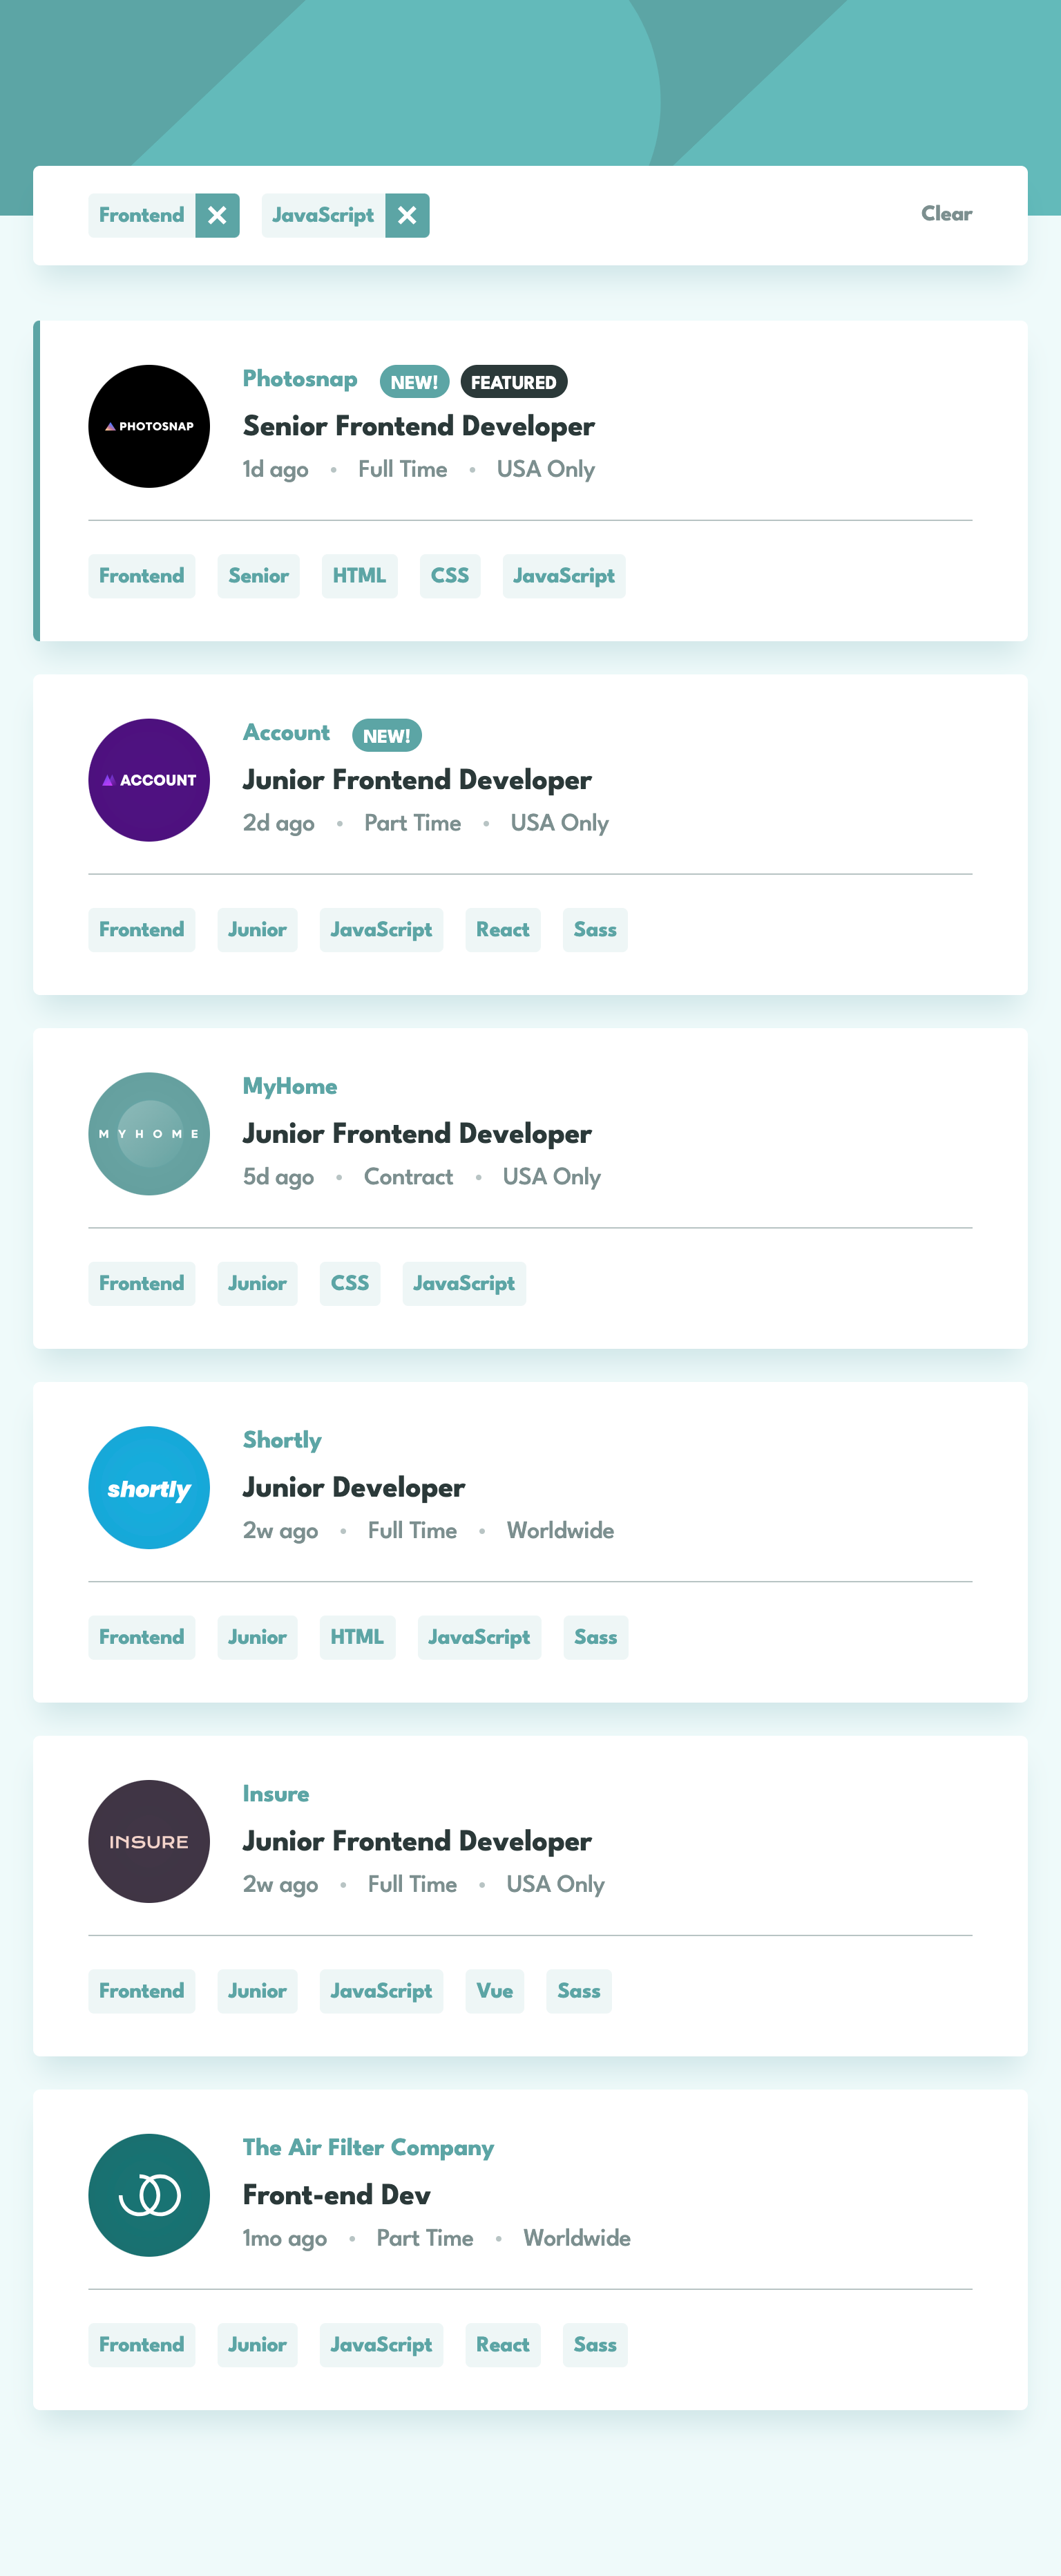 Frontend JavaScript Clear
Photosnap NEW! FEATURED
PHOTOSNAP
Senior Frontend Developer
1d ago • Full Time • USA Only
Frontend Senior HTML CSS JavaScript
Account NEW!
ACCOUNT
Junior Frontend Developer
2d ago • Part Time • USA Only
Frontend Junior JavaScript React Sass
MyHome
MYHOME
Junior Frontend Developer
5d ago • Contract • USA Only
Frontend Junior CSS JavaScript
Shortly
shortly
Junior Developer
2w ago • Full Time • Worldwide
Frontend Junior HTML JavaScript Sass
Insure
INSURE
Junior Frontend Developer
2w ago • Full Time • USA Only
Frontend Junior JavaScript Vue Sass
The Air Filter Company
Front-end Dev
1mo ago • Part Time • Worldwide
Frontend Junior JavaScript React Sass